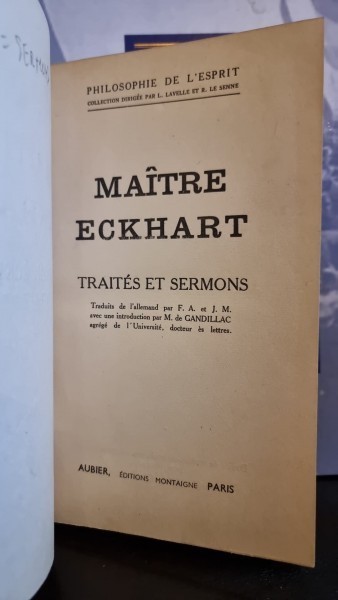 PHILOSOPHIE DE L'ESPRIT
COLLECTION DIRIGÉE PAR L. LAVELLE ET R. LE SENNE
MAÎTRE
ECKHART
TRAITÉS ET SERMONS
Traduits de l'allemand par F. A. et J. M.
avec une introduction par M. de GANDILLAC
agrégé de l'Université, docteur ès lettres.
AUBIER, ÉDITIONS MONTAIGNE PARIS